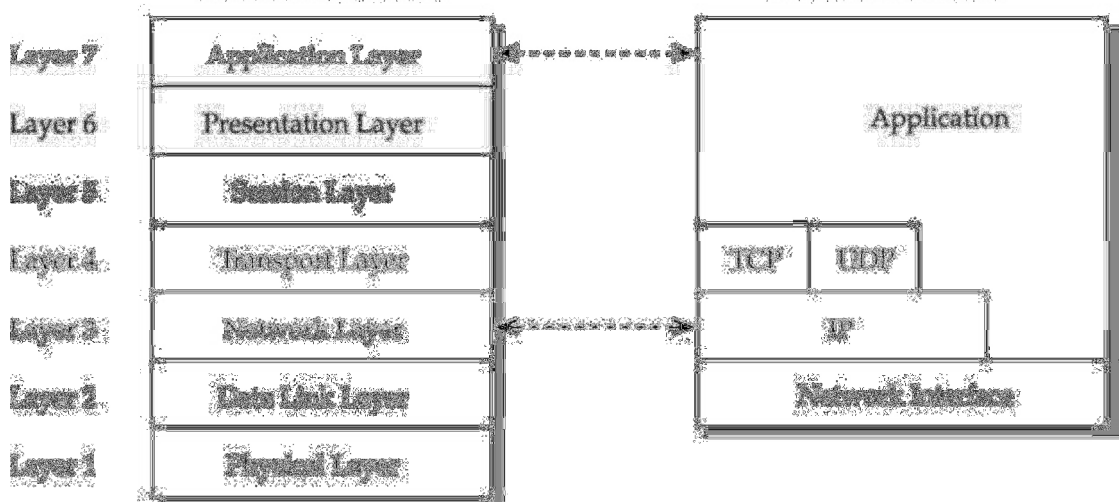 Layer 7 Application Layer
Layer 6 Presentation Layer Application
Layer 5 Session Layer
Layer 4 Transport Layer TCP UDP
Layer 3 Network Layer IP
Layer 2 Data Link Layer Network Interface
Layer 1 Physical Layer